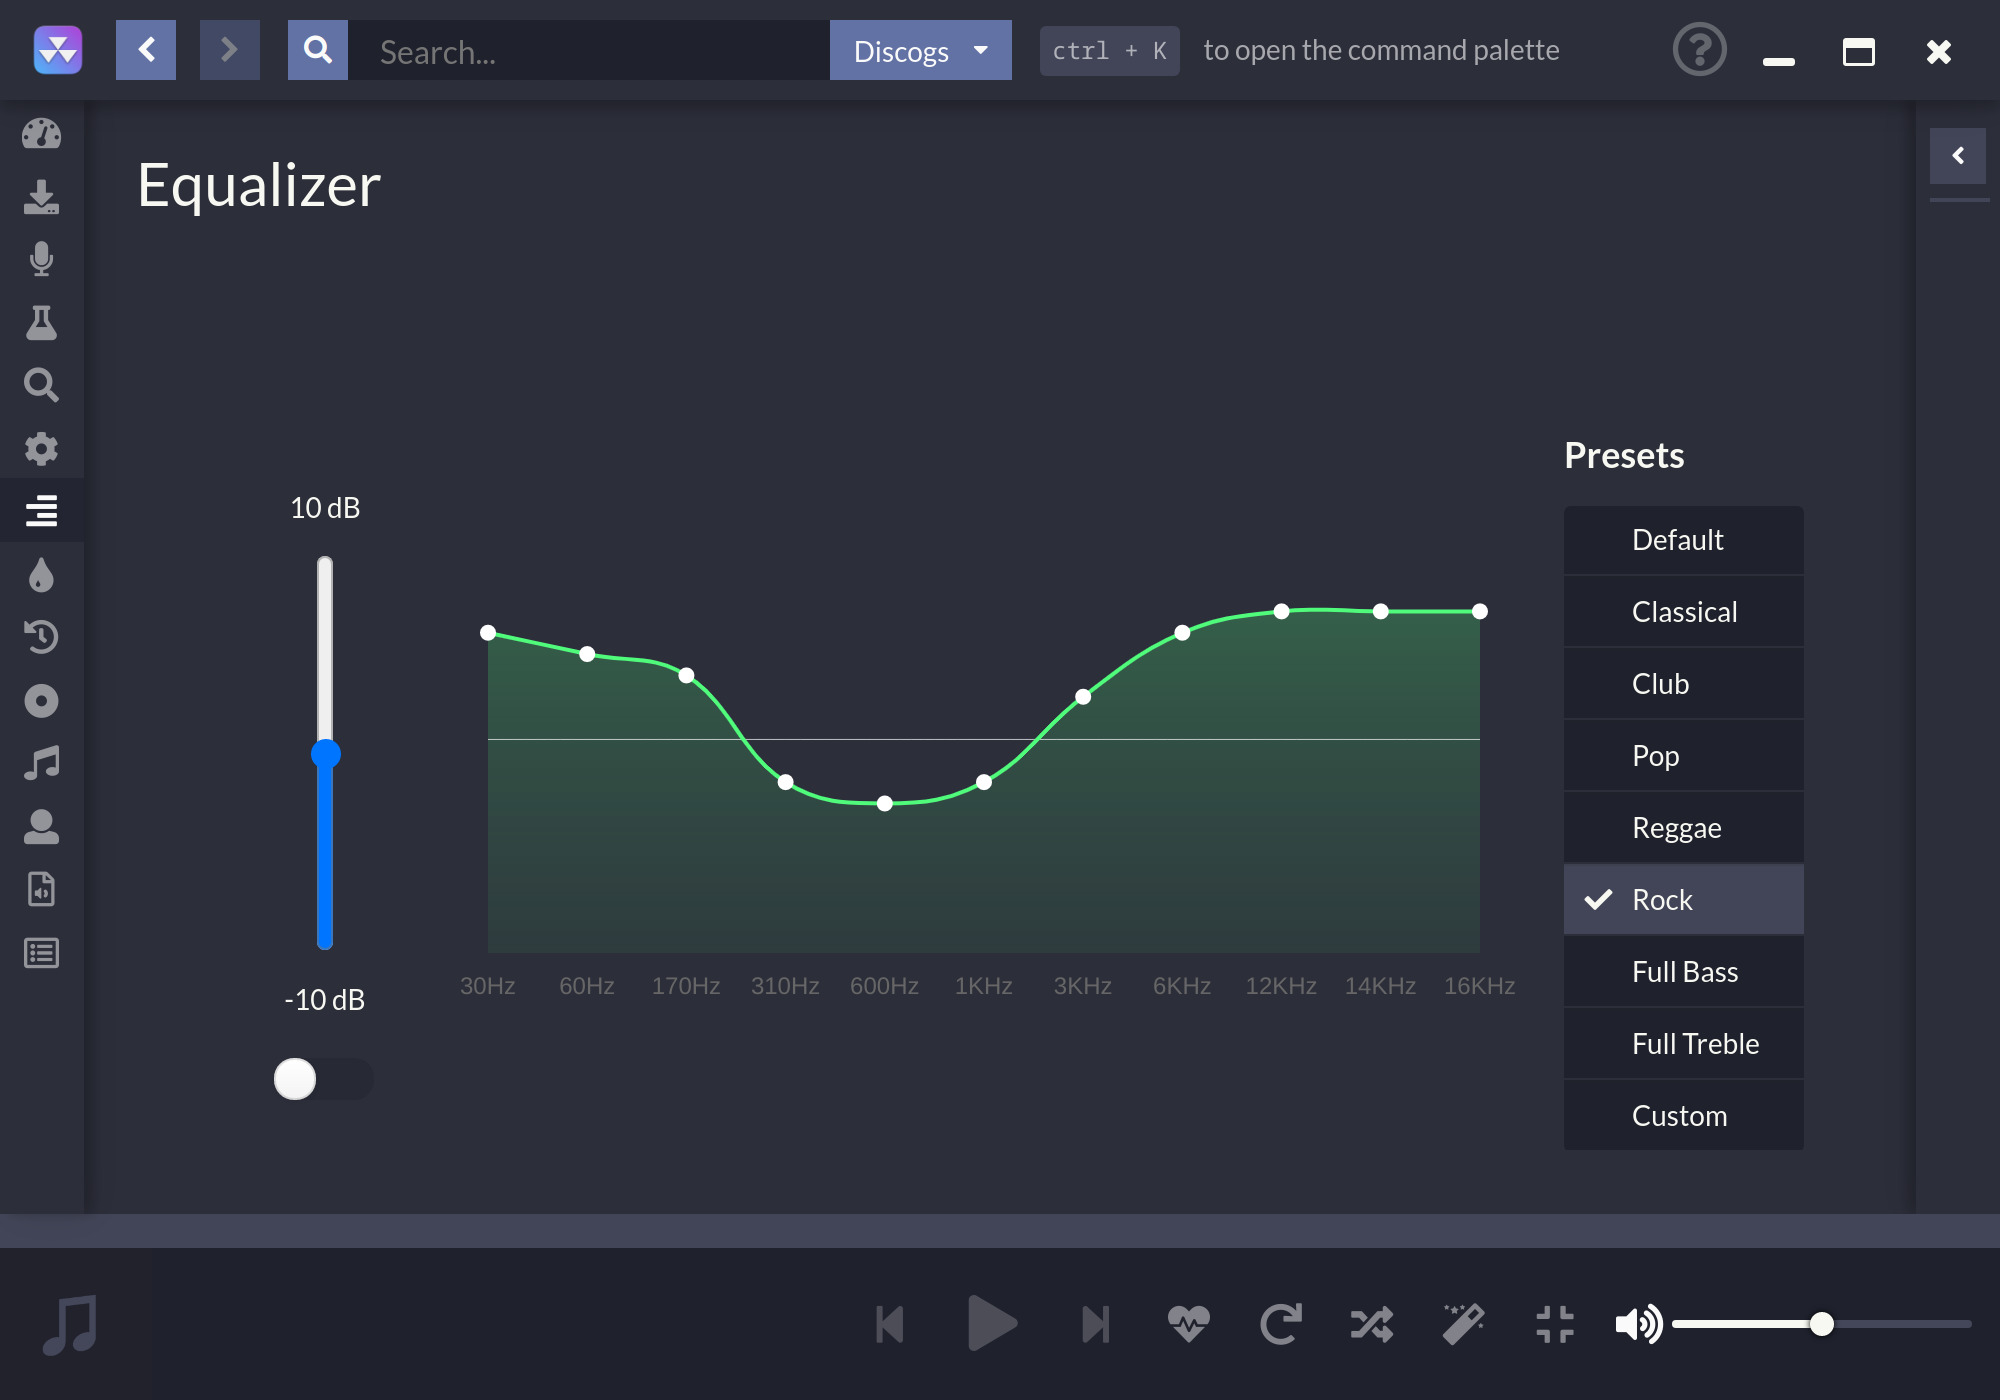 Search...
Discogs
ctrl + K to open the command palette
Equalizer
Presets
10 dB
-10 dB
30Hz 60Hz 170Hz 310Hz 600Hz 1KHz 3KHz 6KHz 12KHz 14KHz 16KHz
Default
Classical
Club
Pop
Reggae
Rock
Full Bass
Full Treble
Custom